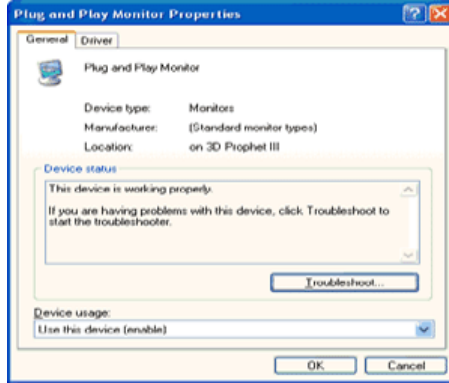 Plug and Play Monitor Properties
General Driver
Plug and Play Monitor
Device type: Monitors
Manufacturer: (Standard monitor types)
Location: on 3D Prophet III
Device status
This device is working properly.
If you are having problems with this device, click Troubleshoot to
start the troubleshooter.
Troubleshoot...
Device usage:
Use this device (enable)
OK Cancel